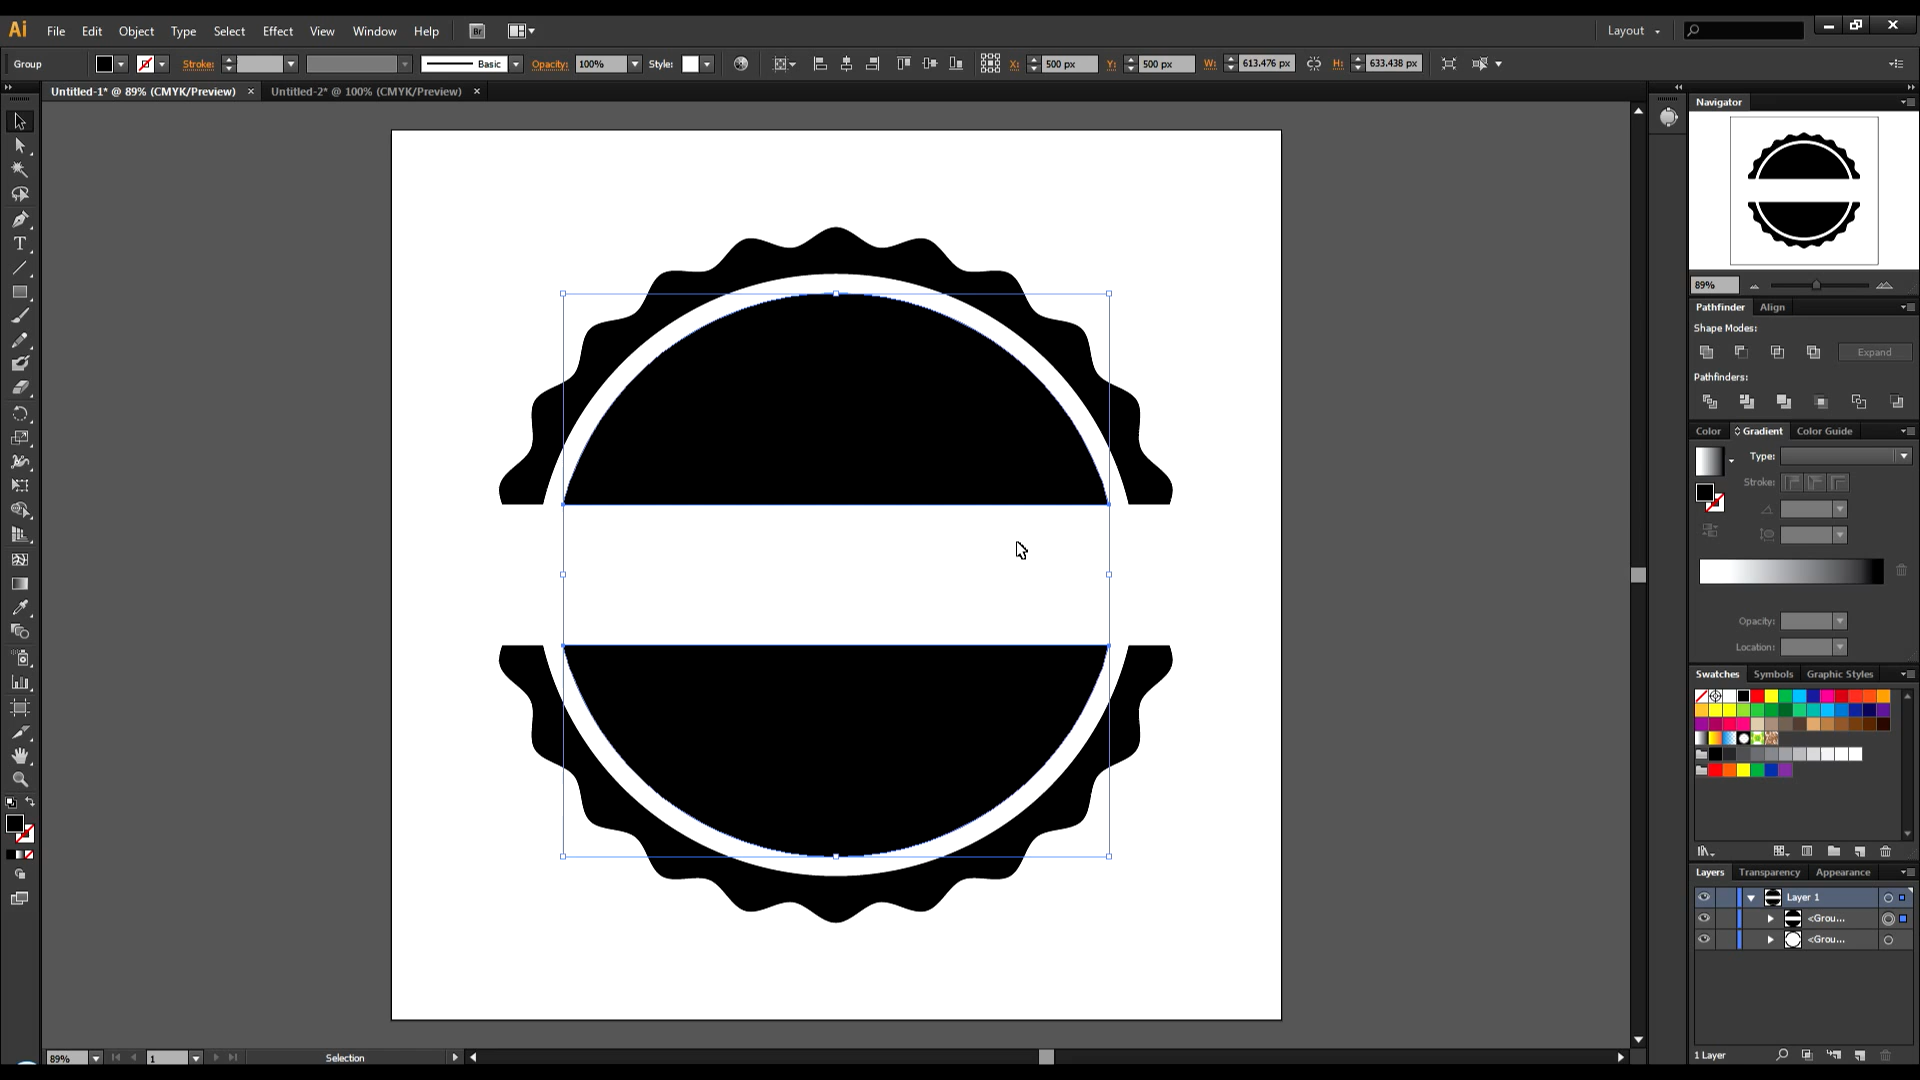 Ai File Edit Object Type Select Effect View Window Help Br Layout
Group Stroke: Basic Opacity: 100% Style: X: 500 px Y: 500 px W: 613.476 px H: 633.438 px
Untitled-1* @ 89% (CMYK/Preview) × Untitled-2* @ 100% (CMYK/Preview) ×
Navigator
89%
Pathfinder Align
Shape Modes:
Expand
Pathfinders:
Color Gradient Color Guide
Type:
Stroke:
Opacity:
Location:
Swatches Symbols Graphic Styles
Layers Transparency Appearance
Layer 1
<Grou...
<Grou...
1 Layer
89% 1 Selection